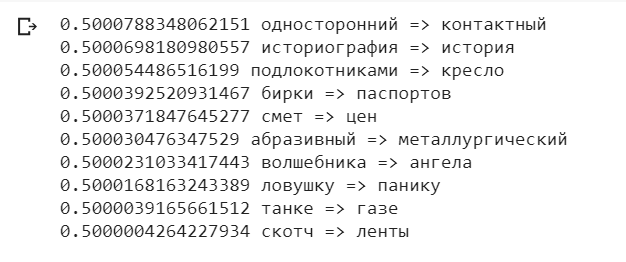 0.5000788348062151 односторонний => контактный
0.5000698180980557 историография => история
0.500054486516199 подлокотниками => кресло
0.5000392520931467 бирки => паспортов
0.5000371847645277 смет => цен
0.500030476347529 абразивный => металлургический
0.5000231033417443 волшебника => ангела
0.5000168163243389 ловушку => панику
0.5000039165661512 танке => газе
0.5000004264227934 скотч => ленты